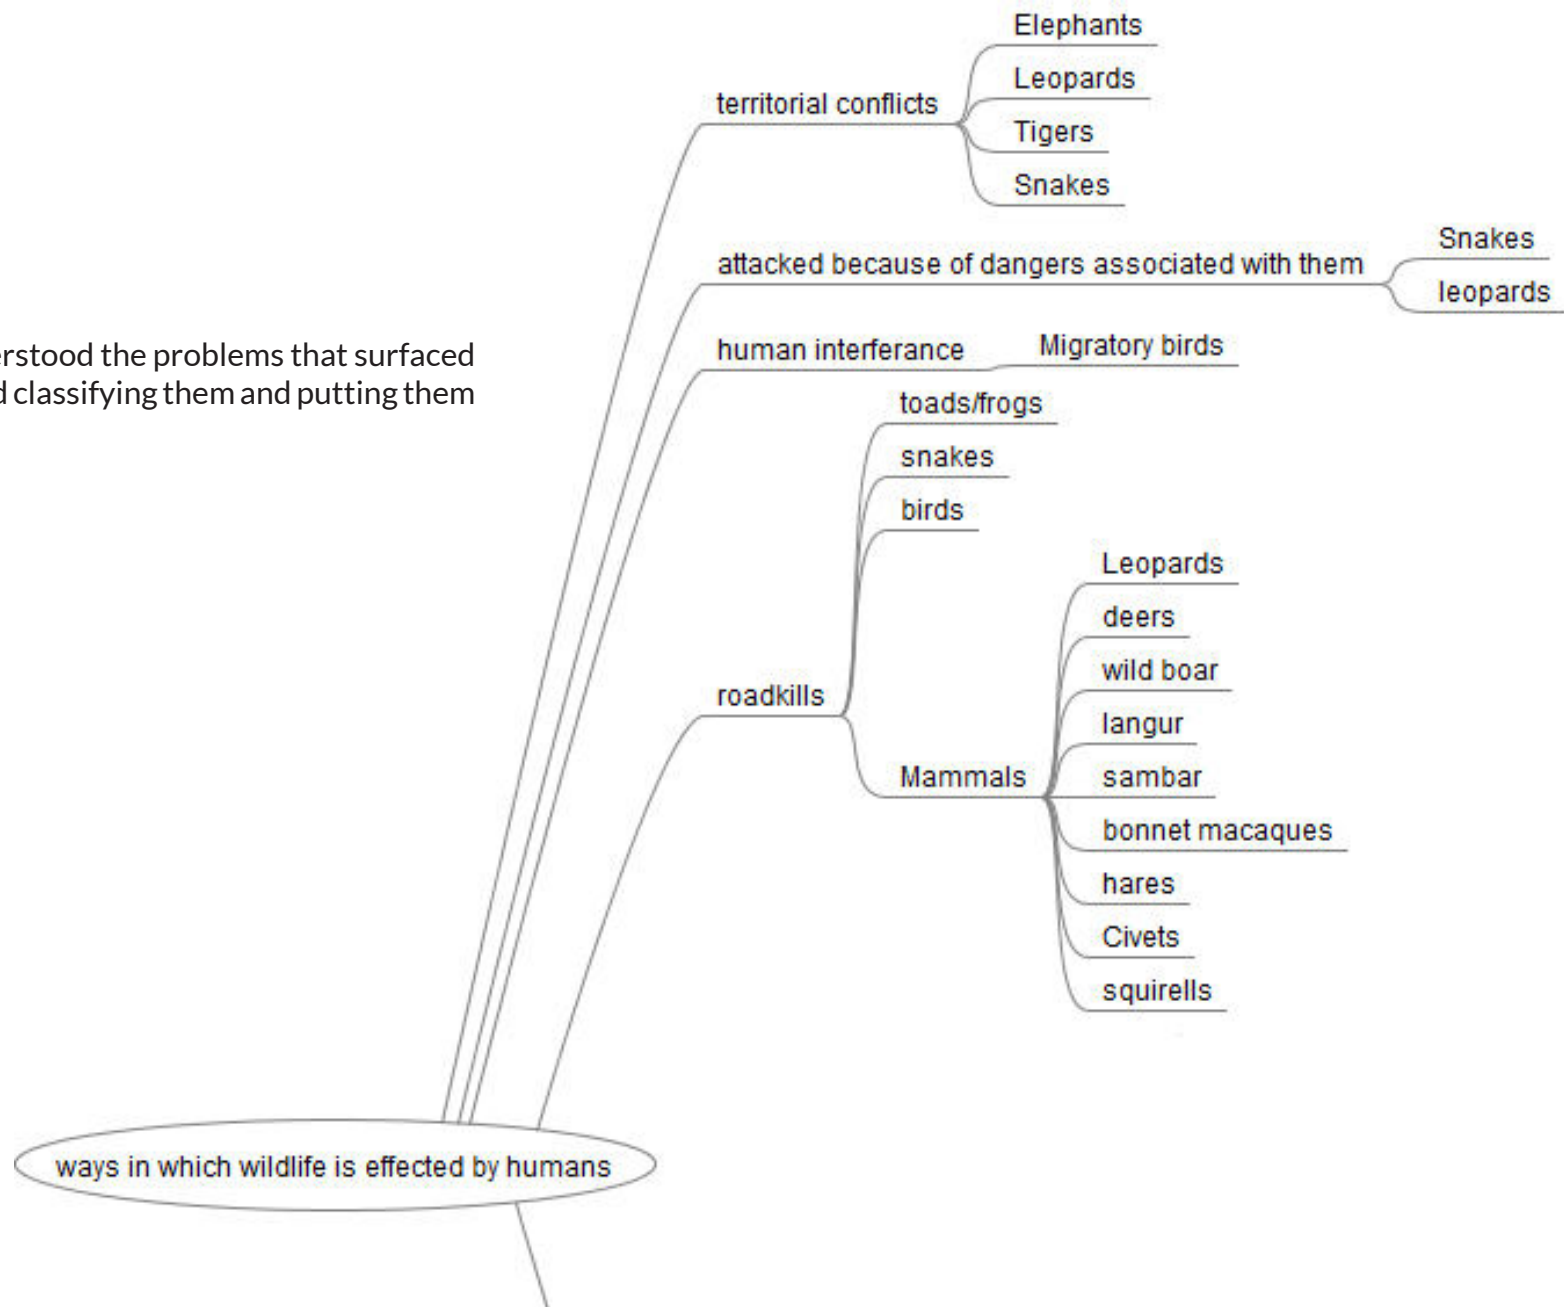 Elephants
Leopards
territorial conflicts
Tigers
Snakes
Snakes
attacked because of dangers associated with them
leopards
erstood the problems that surfaced
d classifying them and putting them
human interferance
Migratory birds
toads/frogs
snakes
birds
Leopards
deers
wild boar
langur
roadkills
Mammals
sambar
bonnet macaques
hares
Civets
squirells
ways in which wildlife is effected by humans